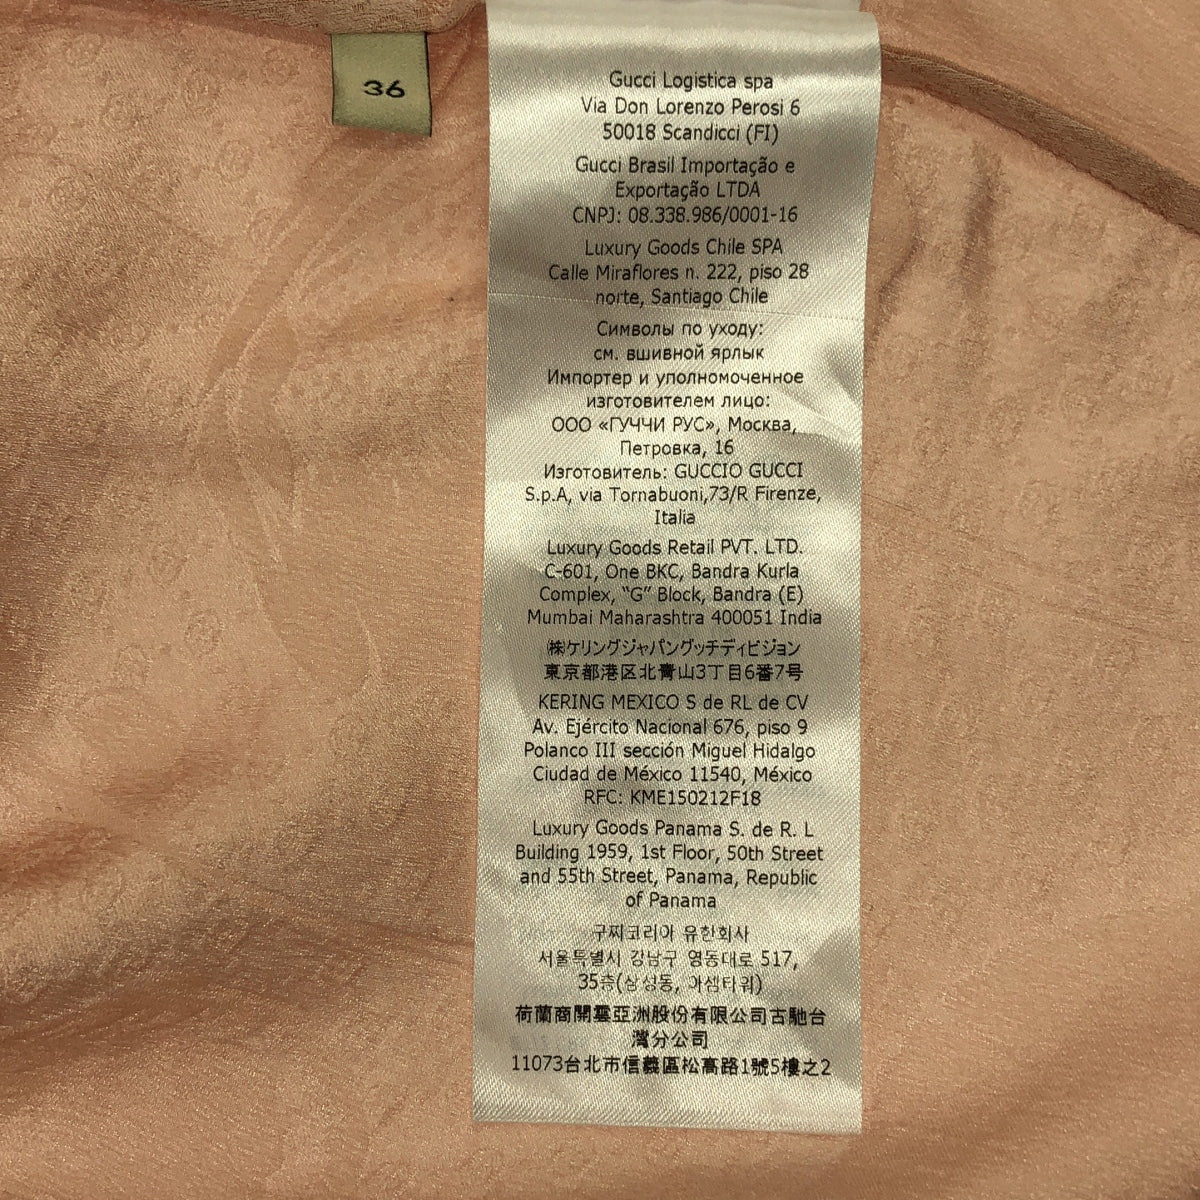 36
Gucci Logistica spa
Via Don Lorenzo Perosi 6
50018 Scandicci (FI)
Gucci Brasil Importação e
Exportação LTDA
CNPJ: 08.338.986/0001-16
Luxury Goods Chile SPA
Calle Miraflores n. 222, piso 28
norte, Santiago Chile
Символы по уходу:
см. вшивной ярлык
Импортер и уполномоченное
изготовителем лицо:
ООО «ГУЧЧИ РУС», Москва,
Петровка, 16
Изготовитель: GUCCIO GUCCI
S.p.A, via Tornabuoni,73/R Firenze,
Italia
Luxury Goods Retail PVT. LTD.
C-601, One BKC, Bandra Kurla
Complex, “G” Block, Bandra (E)
Mumbai Maharashtra 400051 India
㈱ケリングジャパングッチディビジョン
東京都港区北青山3丁目6番7号
KERING MEXICO S de RL de CV
Av. Ejército Nacional 676, piso 9
Polanco III sección Miguel Hidalgo
Ciudad de México 11540, México
RFC: KME150212F18
Luxury Goods Panama S. de R. L
Building 1959, 1st Floor, 50th Street
and 55th Street, Panama, Republic
of Panama
구찌코리아 유한회사
서울특별시 강남구 영동대로 517,
35층(삼성동, 아셈타워)
荷蘭商開雲亞洲股份有限公司古馳台
灣分公司
11073台北市信義區松高路1號5樓之2